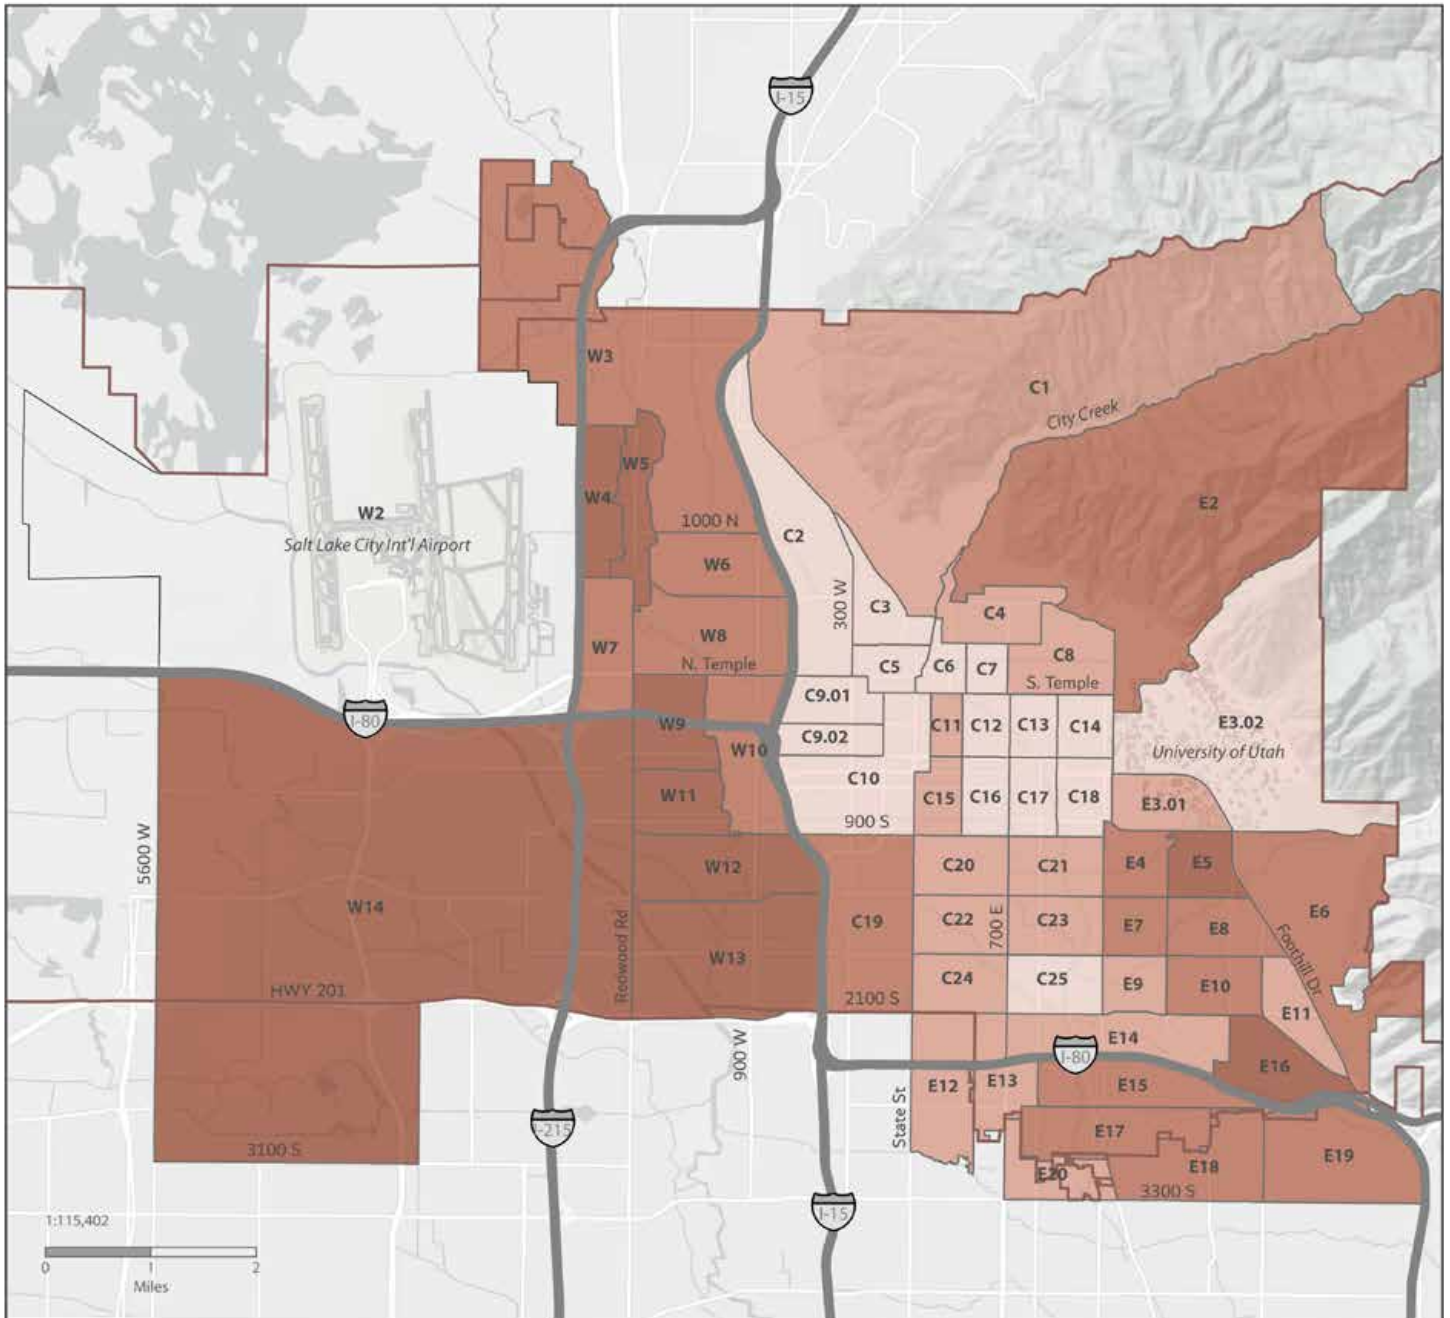 N
I-15
W3
C1
City Creek
W5
W4
E2
W2
1000 N
Salt Lake City Int'l Airport
C2
W6
300 W
C3
C4
W8
W7
C8
N. Temple
C5
C6
C7
S. Temple
C9.01
I-80
W9
C11
C12
C13
C14
E3.02
C9.02
W10
University of Utah
C10
W11
C15
C16
C17
C18
E3.01
900 S
5600 W
W12
C20
C21
E4
E5
W14
Redwood Rd
C19
C22
700 E
C23
E7
E8
E6
W13
Foothill Dr
HWY 201
2100 S
C24
C25
E9
E10
E11
900 W
E14
I-80
E16
State St
E12
E13
E15
I-215
E17
3100 S
E20
E18
E19
3300 S
1:115,402
I-15
0
1
2
Miles